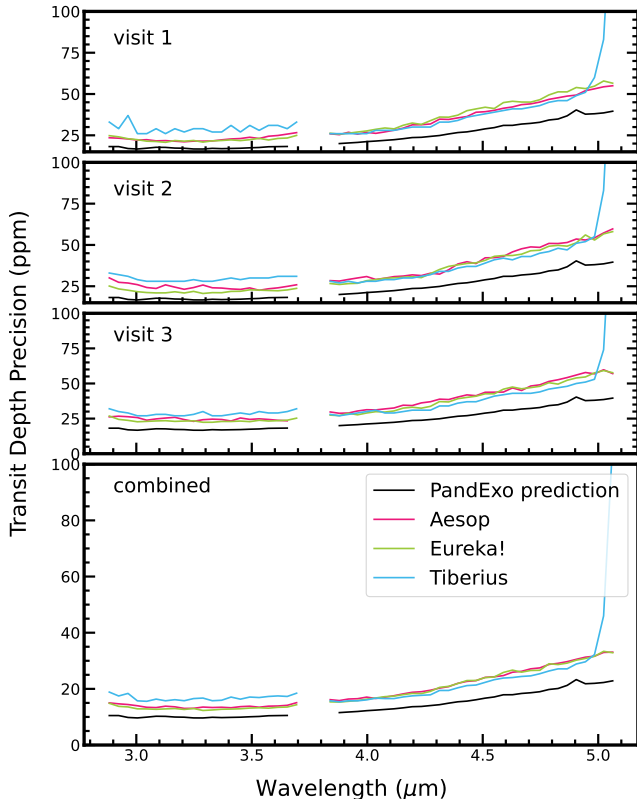 100
75
50
25
visit 1
100
75
50
25
visit 2
100
75
50
25
0
visit 3
100
80
60
40
20
0
combined
PandExo prediction
Aesop
Eureka!
Tiberius
3.0
3.5
4.0
4.5
5.0
Wavelength (μm)
Transit Depth Precision (ppm)